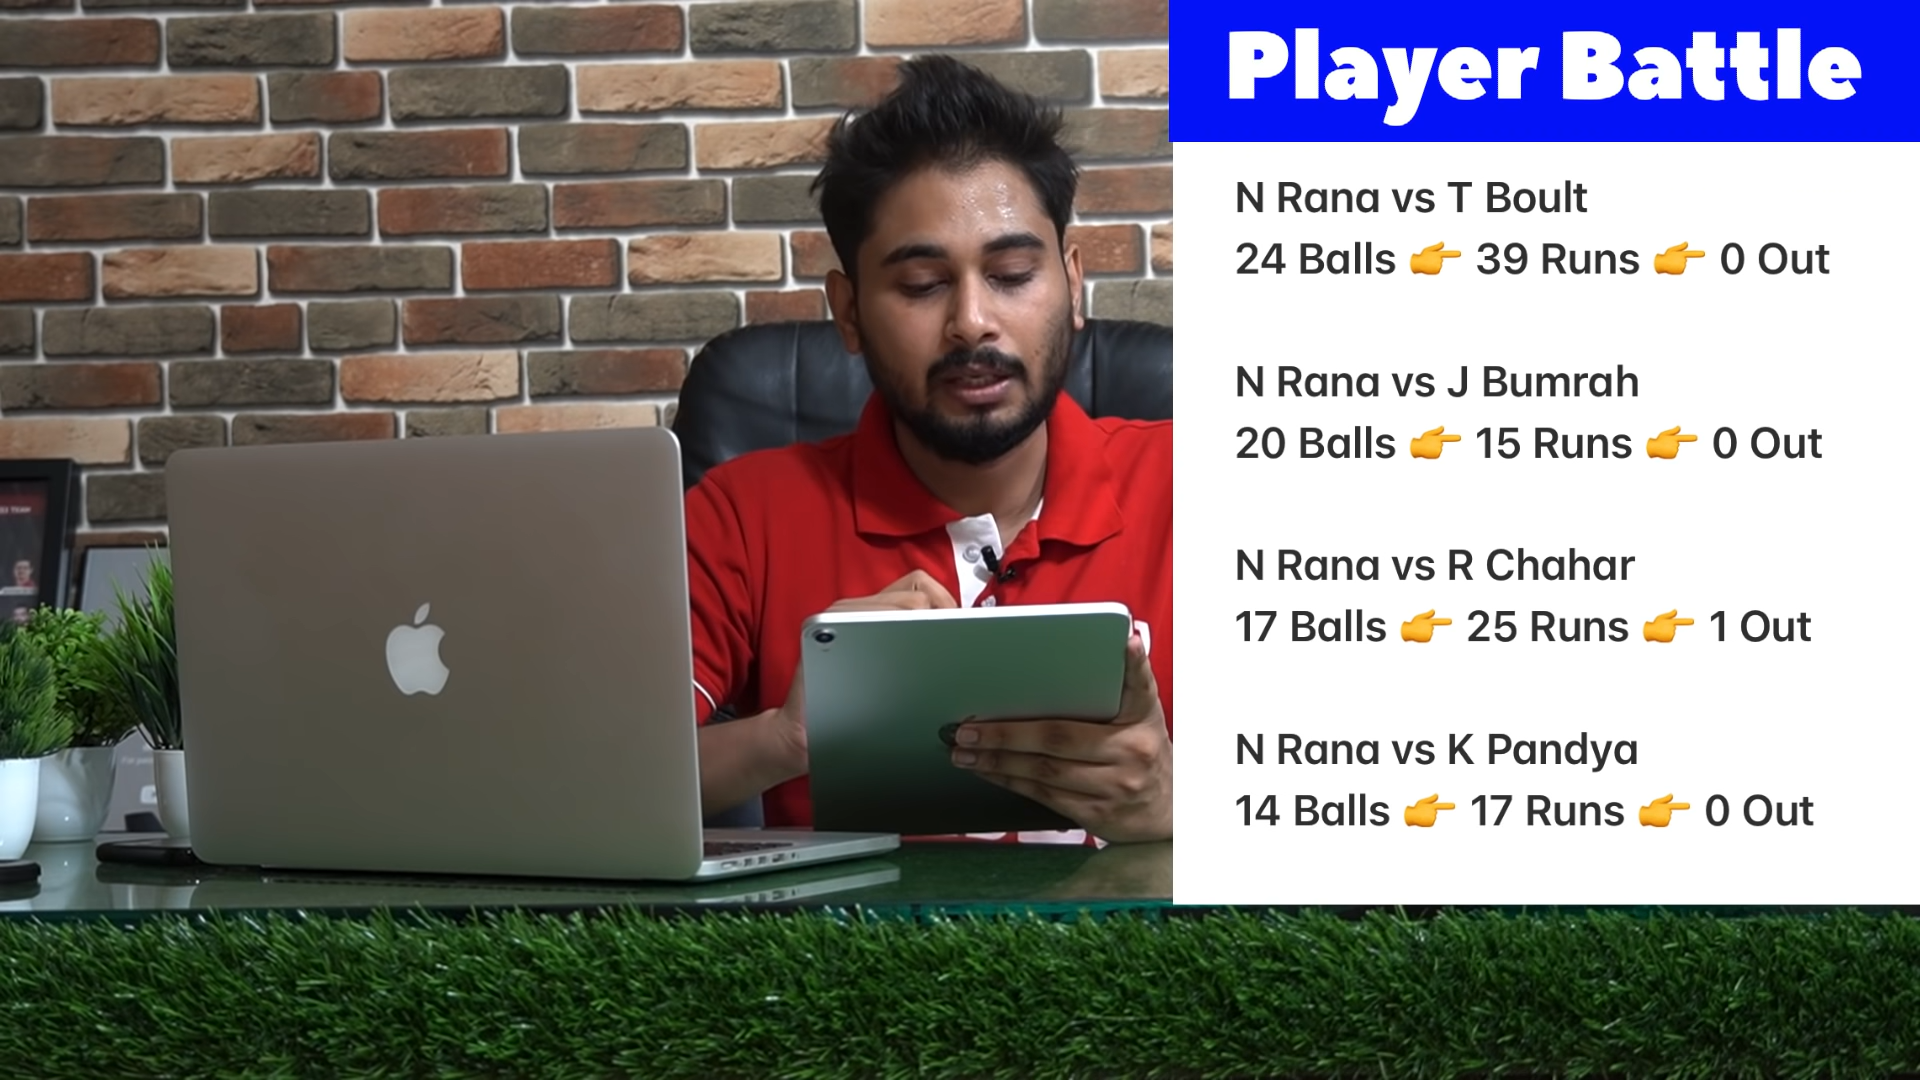 Player Battle
N Rana vs T Boult
24 Balls 👉 39 Runs 👉 0 Out
N Rana vs J Bumrah
20 Balls 👉 15 Runs 👉 0 Out
N Rana vs R Chahar
17 Balls 👉 25 Runs 👉 1 Out
N Rana vs K Pandya
14 Balls 👉 17 Runs 👉 0 Out